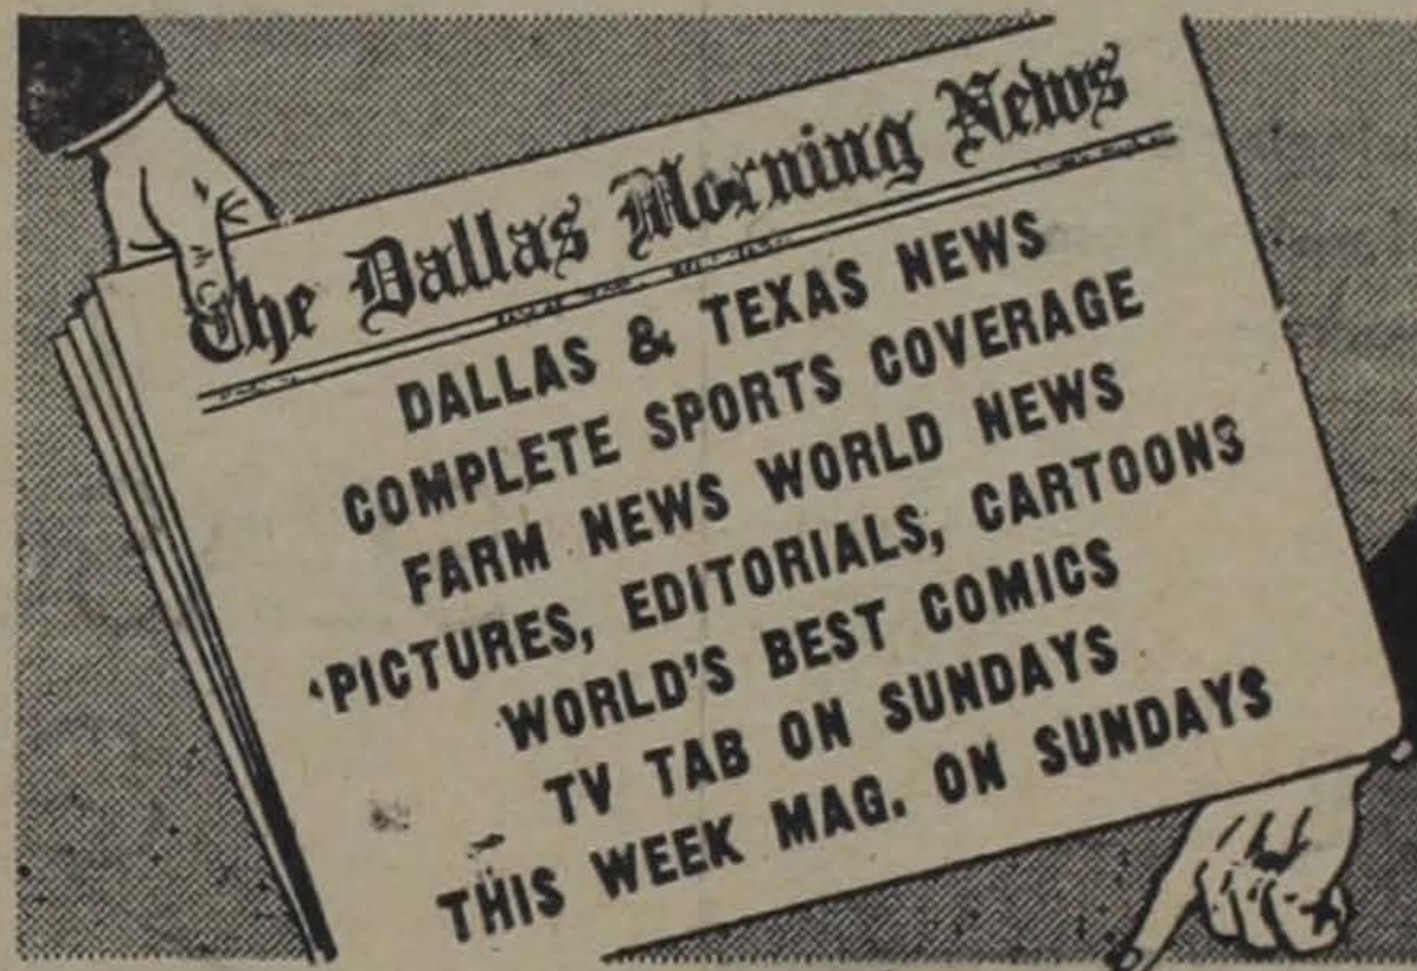 The Dallas Morning News
DALLAS & TEXAS NEWS
COMPLETE SPORTS COVERAGE
FARM NEWS WORLD NEWS
PICTURES, EDITORIALS, CARTOONS
WORLD'S BEST COMICS
TV TAB ON SUNDAYS
THIS WEEK MAG. ON SUNDAYS